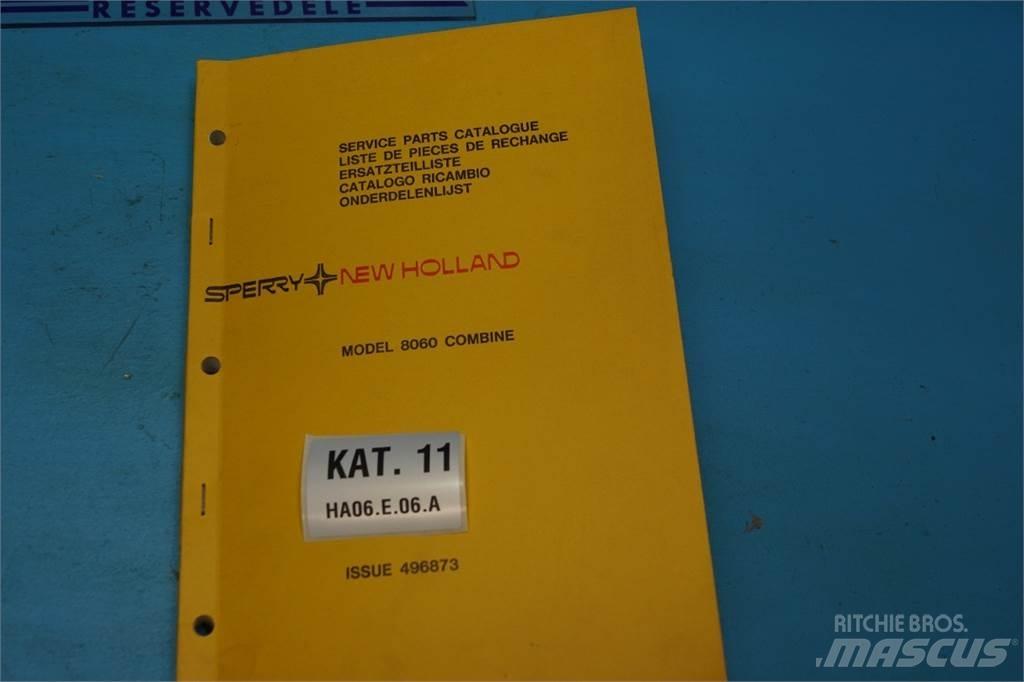 RESERVEDELE
SERVICE PARTS CATALOGUE
LISTE DE PIECES DE RECHANGE
ERSATZTEILLISTE
CATALOGO RICAMBIO
ONDERDELENLIJST
SPERRY NEW HOLLAND
MODEL 8060 COMBINE
KAT. 11
HA06.E.06.A
ISSUE 496873
RITCHIE BROS.
MASCUS